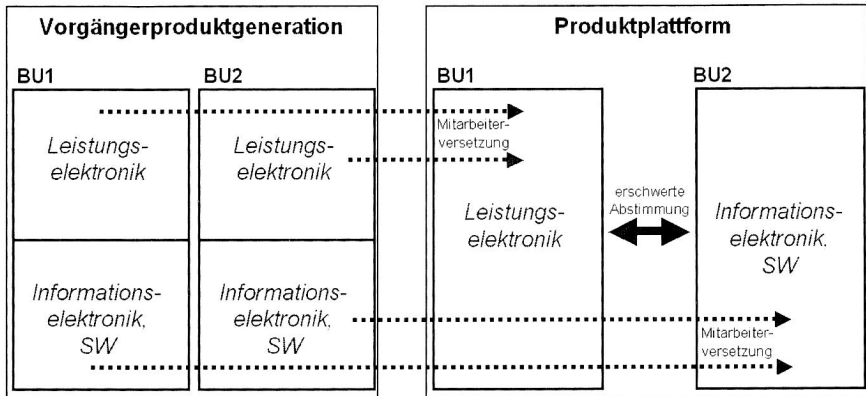 Vorgängerproduktgeneration
BU1
BU2
Leistungs-
elektronik
Leistungs-
elektronik
Informations-
elektronik,
SW
Informations-
elektronik,
SW
Produktplattform
BU1
BU2
Mitarbeiter-
versetzung
Leistungs-
elektronik
erschwerte
Abstimmung
Informations-
elektronik,
SW
Mitarbeiter-
versetzung